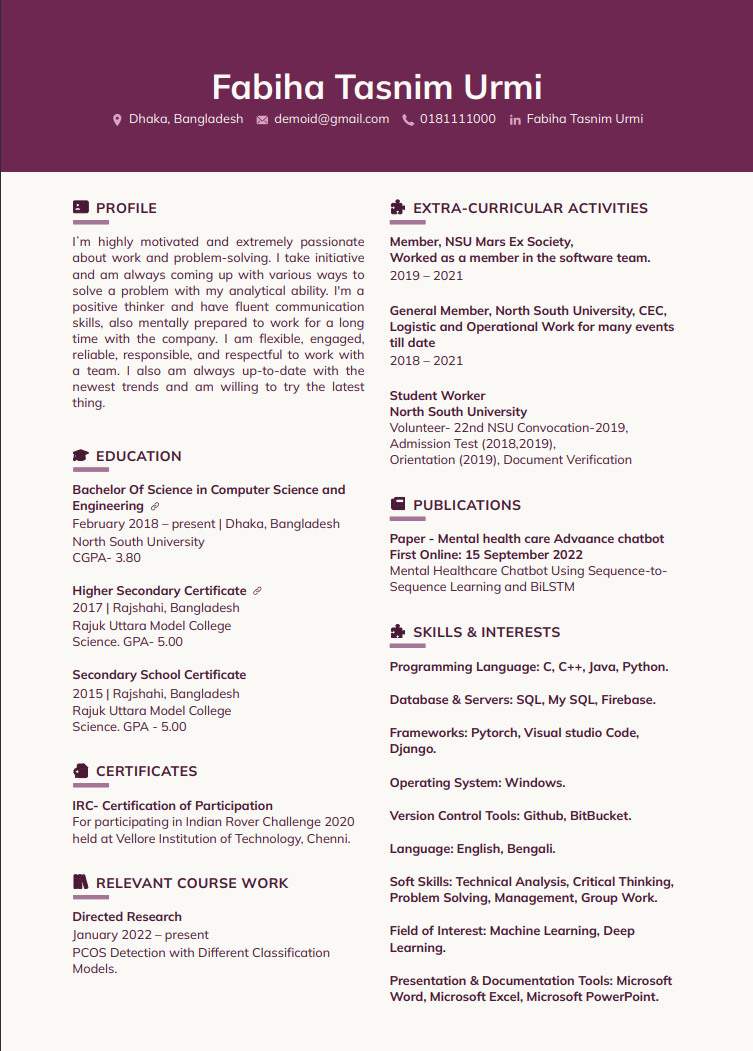 Fabiha Tasnim Urmi
Dhaka, Bangladesh demoid@gmail.com 0181111000 Fabiha Tasnim Urmi
PROFILE
I'm highly motivated and extremely passionate
about work and problem-solving. I take initiative
and am always coming up with various ways to
solve a problem with my analytical ability. I'm a
positive thinker and have fluent communication
skills, also mentally prepared to work for a long
time with the company. I am flexible, engaged,
reliable, responsible, and respectful to work with
a team. I also am always up-to-date with the
newest trends and am willing to try the latest
thing.
EDUCATION
Bachelor Of Science in Computer Science and
Engineering
February 2018 – present | Dhaka, Bangladesh
North South University
CGPA- 3.80
Higher Secondary Certificate
2017 | Rajshahi, Bangladesh
Rajuk Uttara Model College
Science. GPA- 5.00
Secondary School Certificate
2015 | Rajshahi, Bangladesh
Rajuk Uttara Model College
Science. GPA - 5.00
CERTIFICATES
IRC- Certification of Participation
For participating in Indian Rover Challenge 2020
held at Vellore Institution of Technology, Chenni.
RELEVANT COURSE WORK
Directed Research
January 2022 – present
PCOS Detection with Different Classification
Models.
EXTRA-CURRICULAR ACTIVITIES
Member, NSU Mars Ex Society,
Worked as a member in the software team.
2019 – 2021
General Member, North South University, CEC,
Logistic and Operational Work for many events
till date
2018 – 2021
Student Worker
North South University
Volunteer- 22nd NSU Convocation-2019,
Admission Test (2018,2019),
Orientation (2019), Document Verification
PUBLICATIONS
Paper - Mental health care Advaance chatbot
First Online: 15 September 2022
Mental Healthcare Chatbot Using Sequence-to-
Sequence Learning and BiLSTM
SKILLS & INTERESTS
Programming Language: C, C++, Java, Python.
Database & Servers: SQL, My SQL, Firebase.
Frameworks: Pytorch, Visual studio Code,
Django.
Operating System: Windows.
Version Control Tools: Github, BitBucket.
Language: English, Bengali.
Soft Skills: Technical Analysis, Critical Thinking,
Problem Solving, Management, Group Work.
Field of Interest: Machine Learning, Deep
Learning.
Presentation & Documentation Tools: Microsoft
Word, Microsoft Excel, Microsoft PowerPoint.